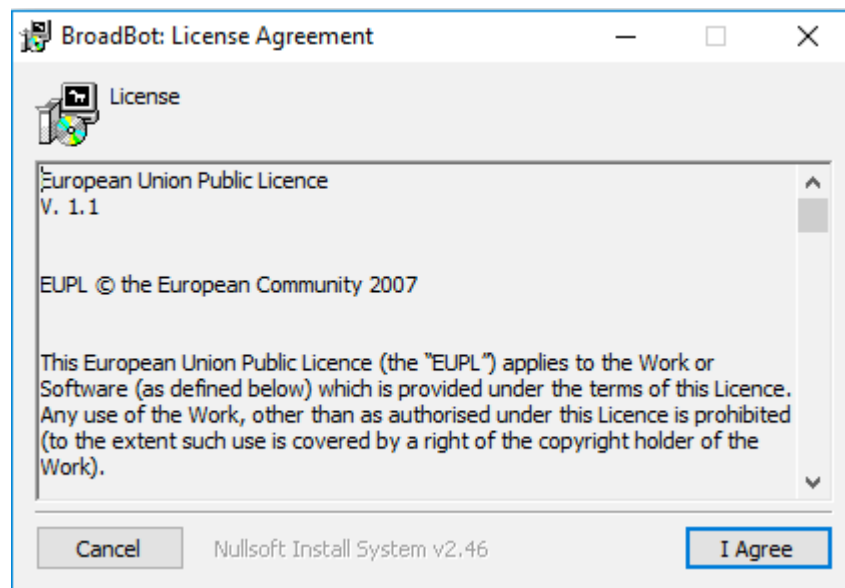 BroadBot: License Agreement
License
European Union Public Licence
V. 1.1
EUPL © the European Community 2007
This European Union Public Licence (the “EUPL”) applies to the Work or
Software (as defined below) which is provided under the terms of this Licence.
Any use of the Work, other than as authorised under this Licence is prohibited
(to the extent such use is covered by a right of the copyright holder of the
Work).
Cancel
Nullsoft Install System v2.46
I Agree